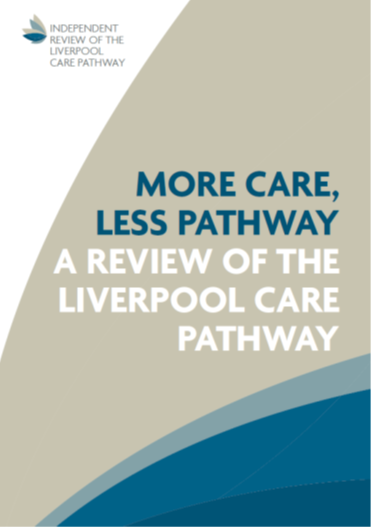 INDEPENDENT
REVIEW OF THE
LIVERPOOL
CARE PATHWAY
MORE CARE,
LESS PATHWAY
A REVIEW OF THE
LIVERPOOL CARE
PATHWAY